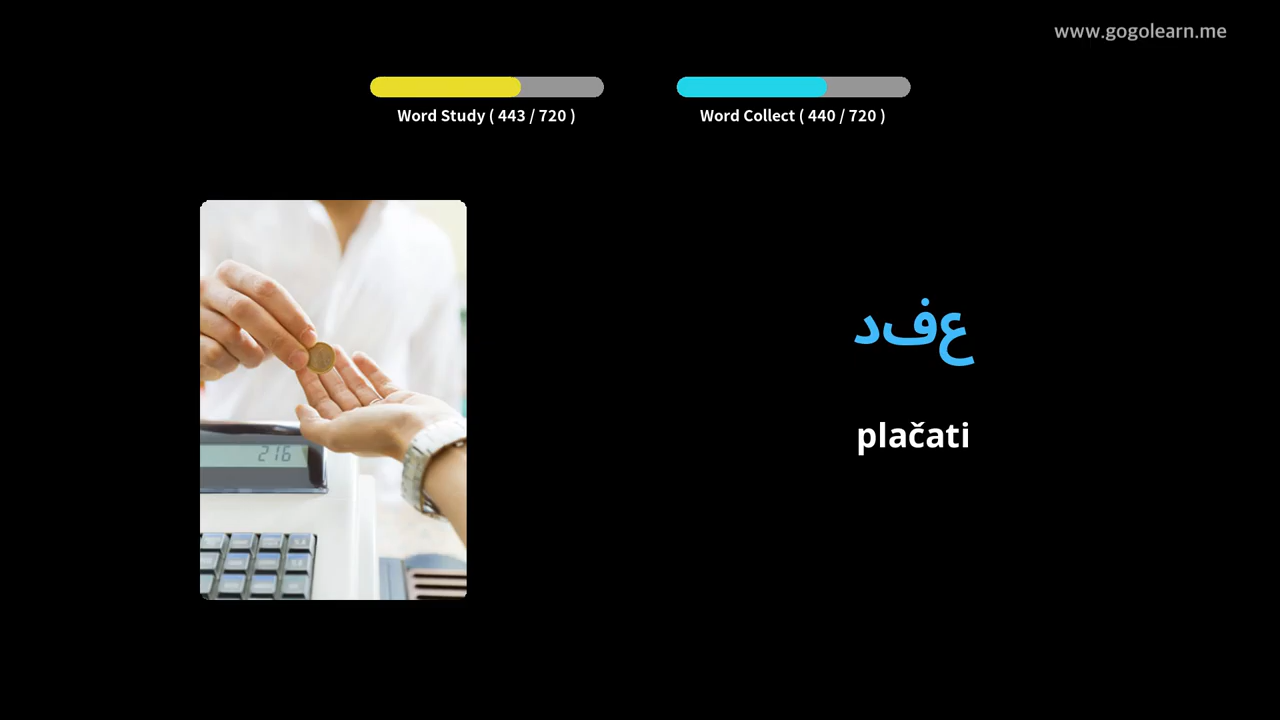 www.gogolearn.me
Word Study ( 443 / 720 )
Word Collect ( 440 / 720 )
216
دفع
plačati